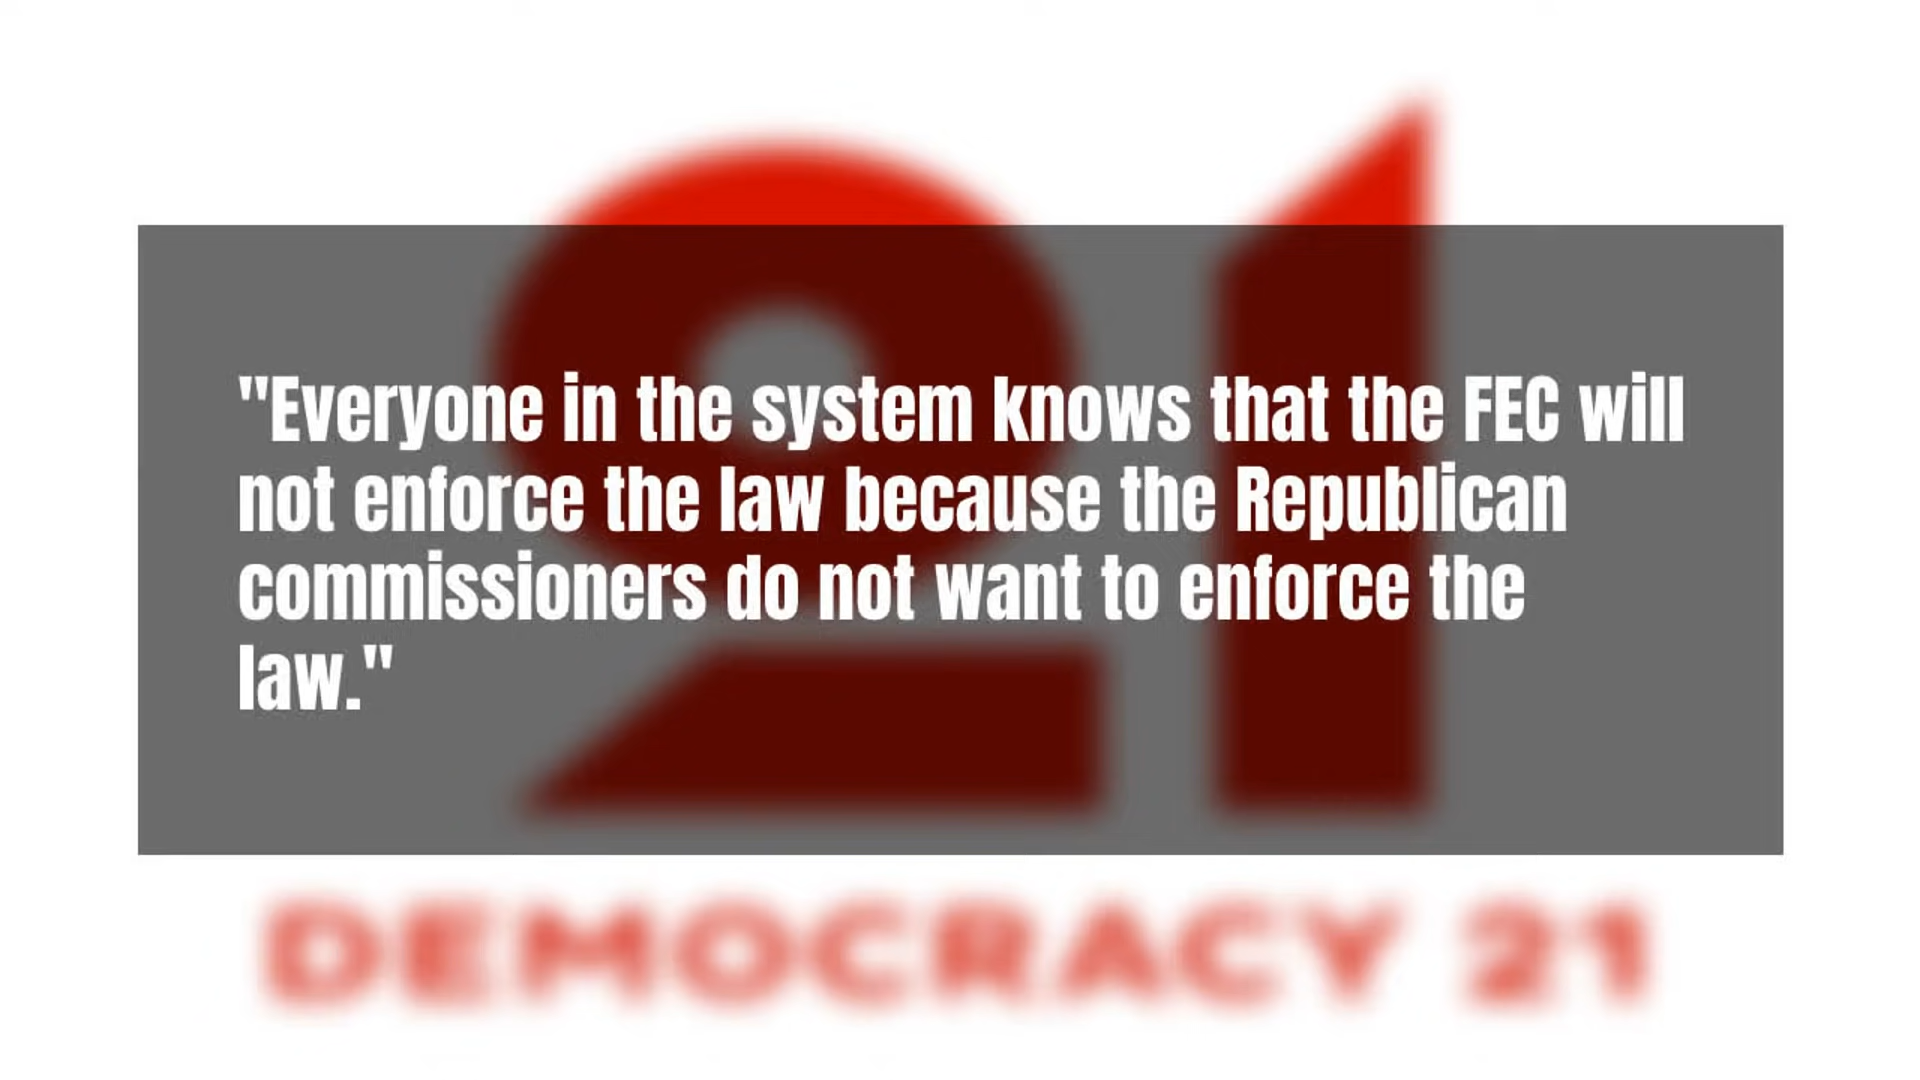 21
"Everyone in the system knows that the FEC will
not enforce the law because the Republican
commissioners do not want to enforce the
law."
DEMOCRACY 21